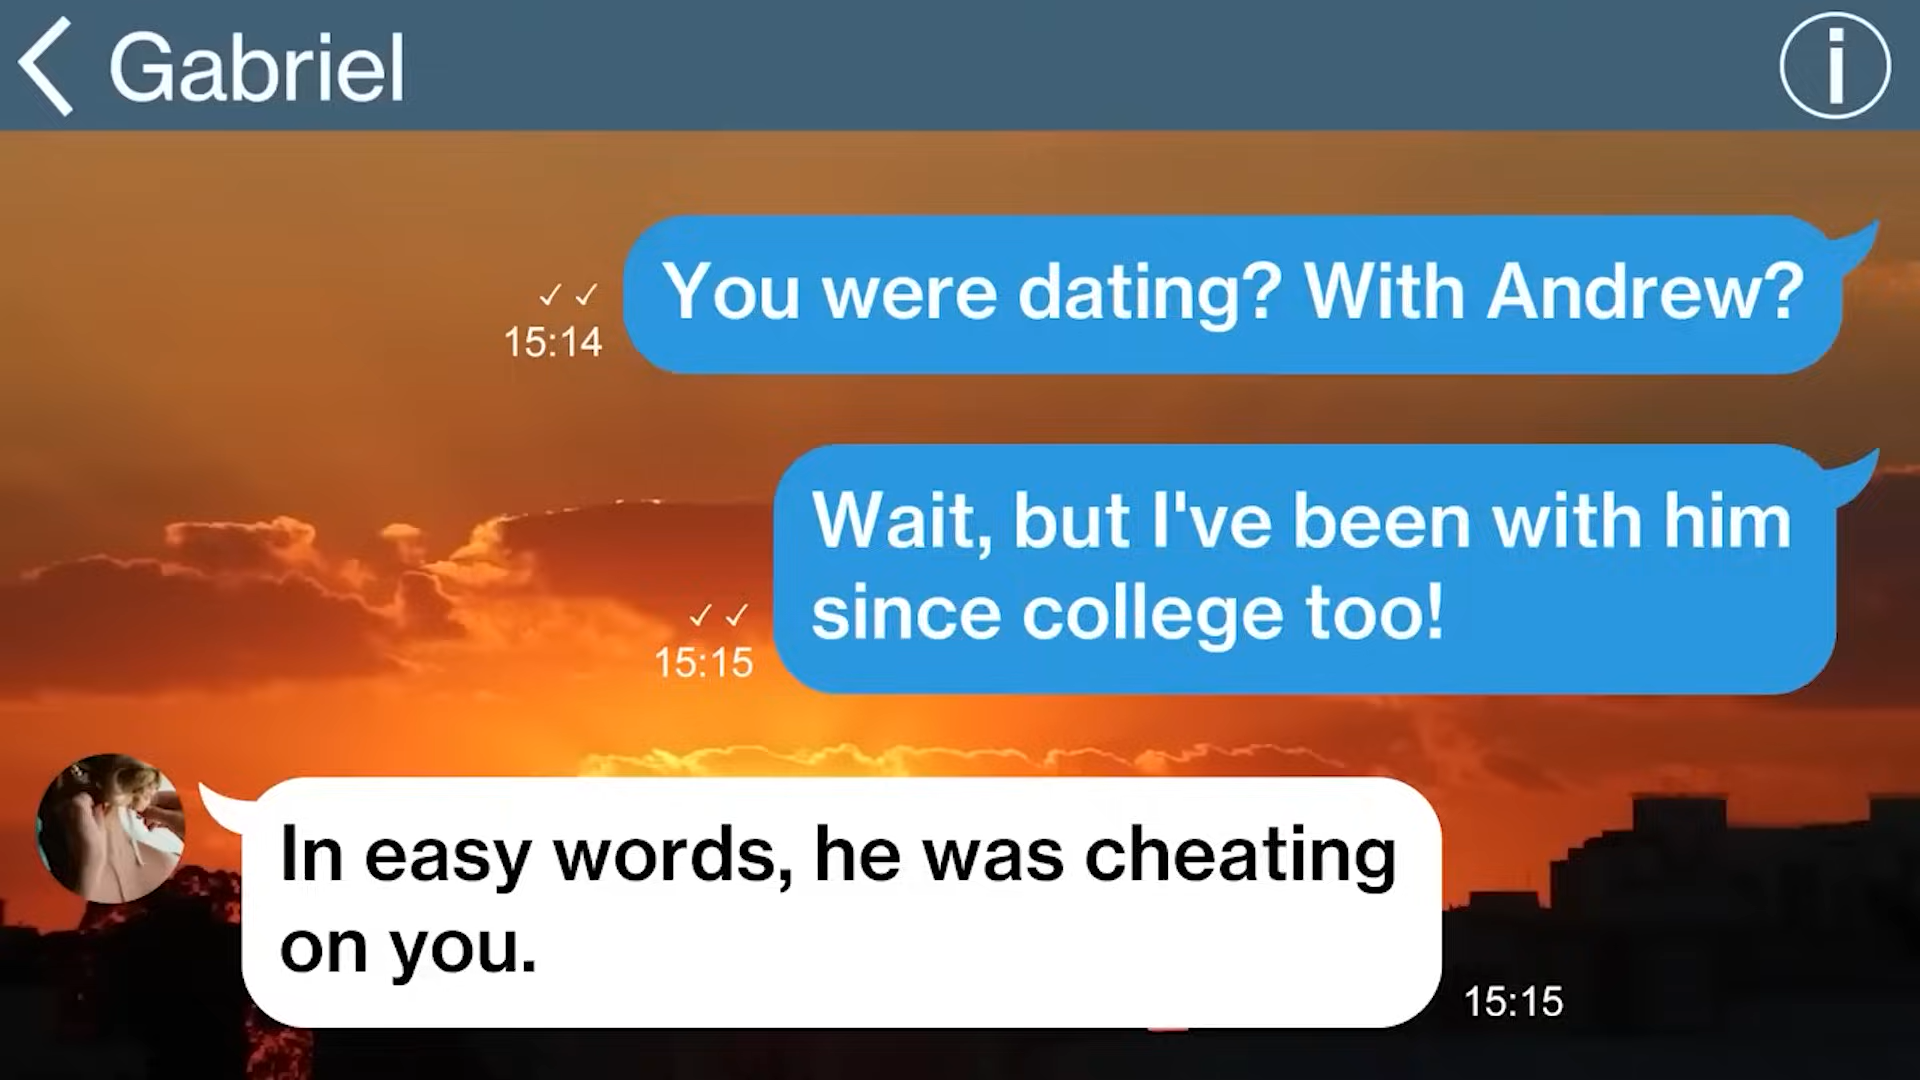 Gabriel
You were dating? With Andrew?
✓ ✓
15:14
Wait, but I've been with him
since college too!
✓ ✓
15:15
In easy words, he was cheating
on you.
15:15